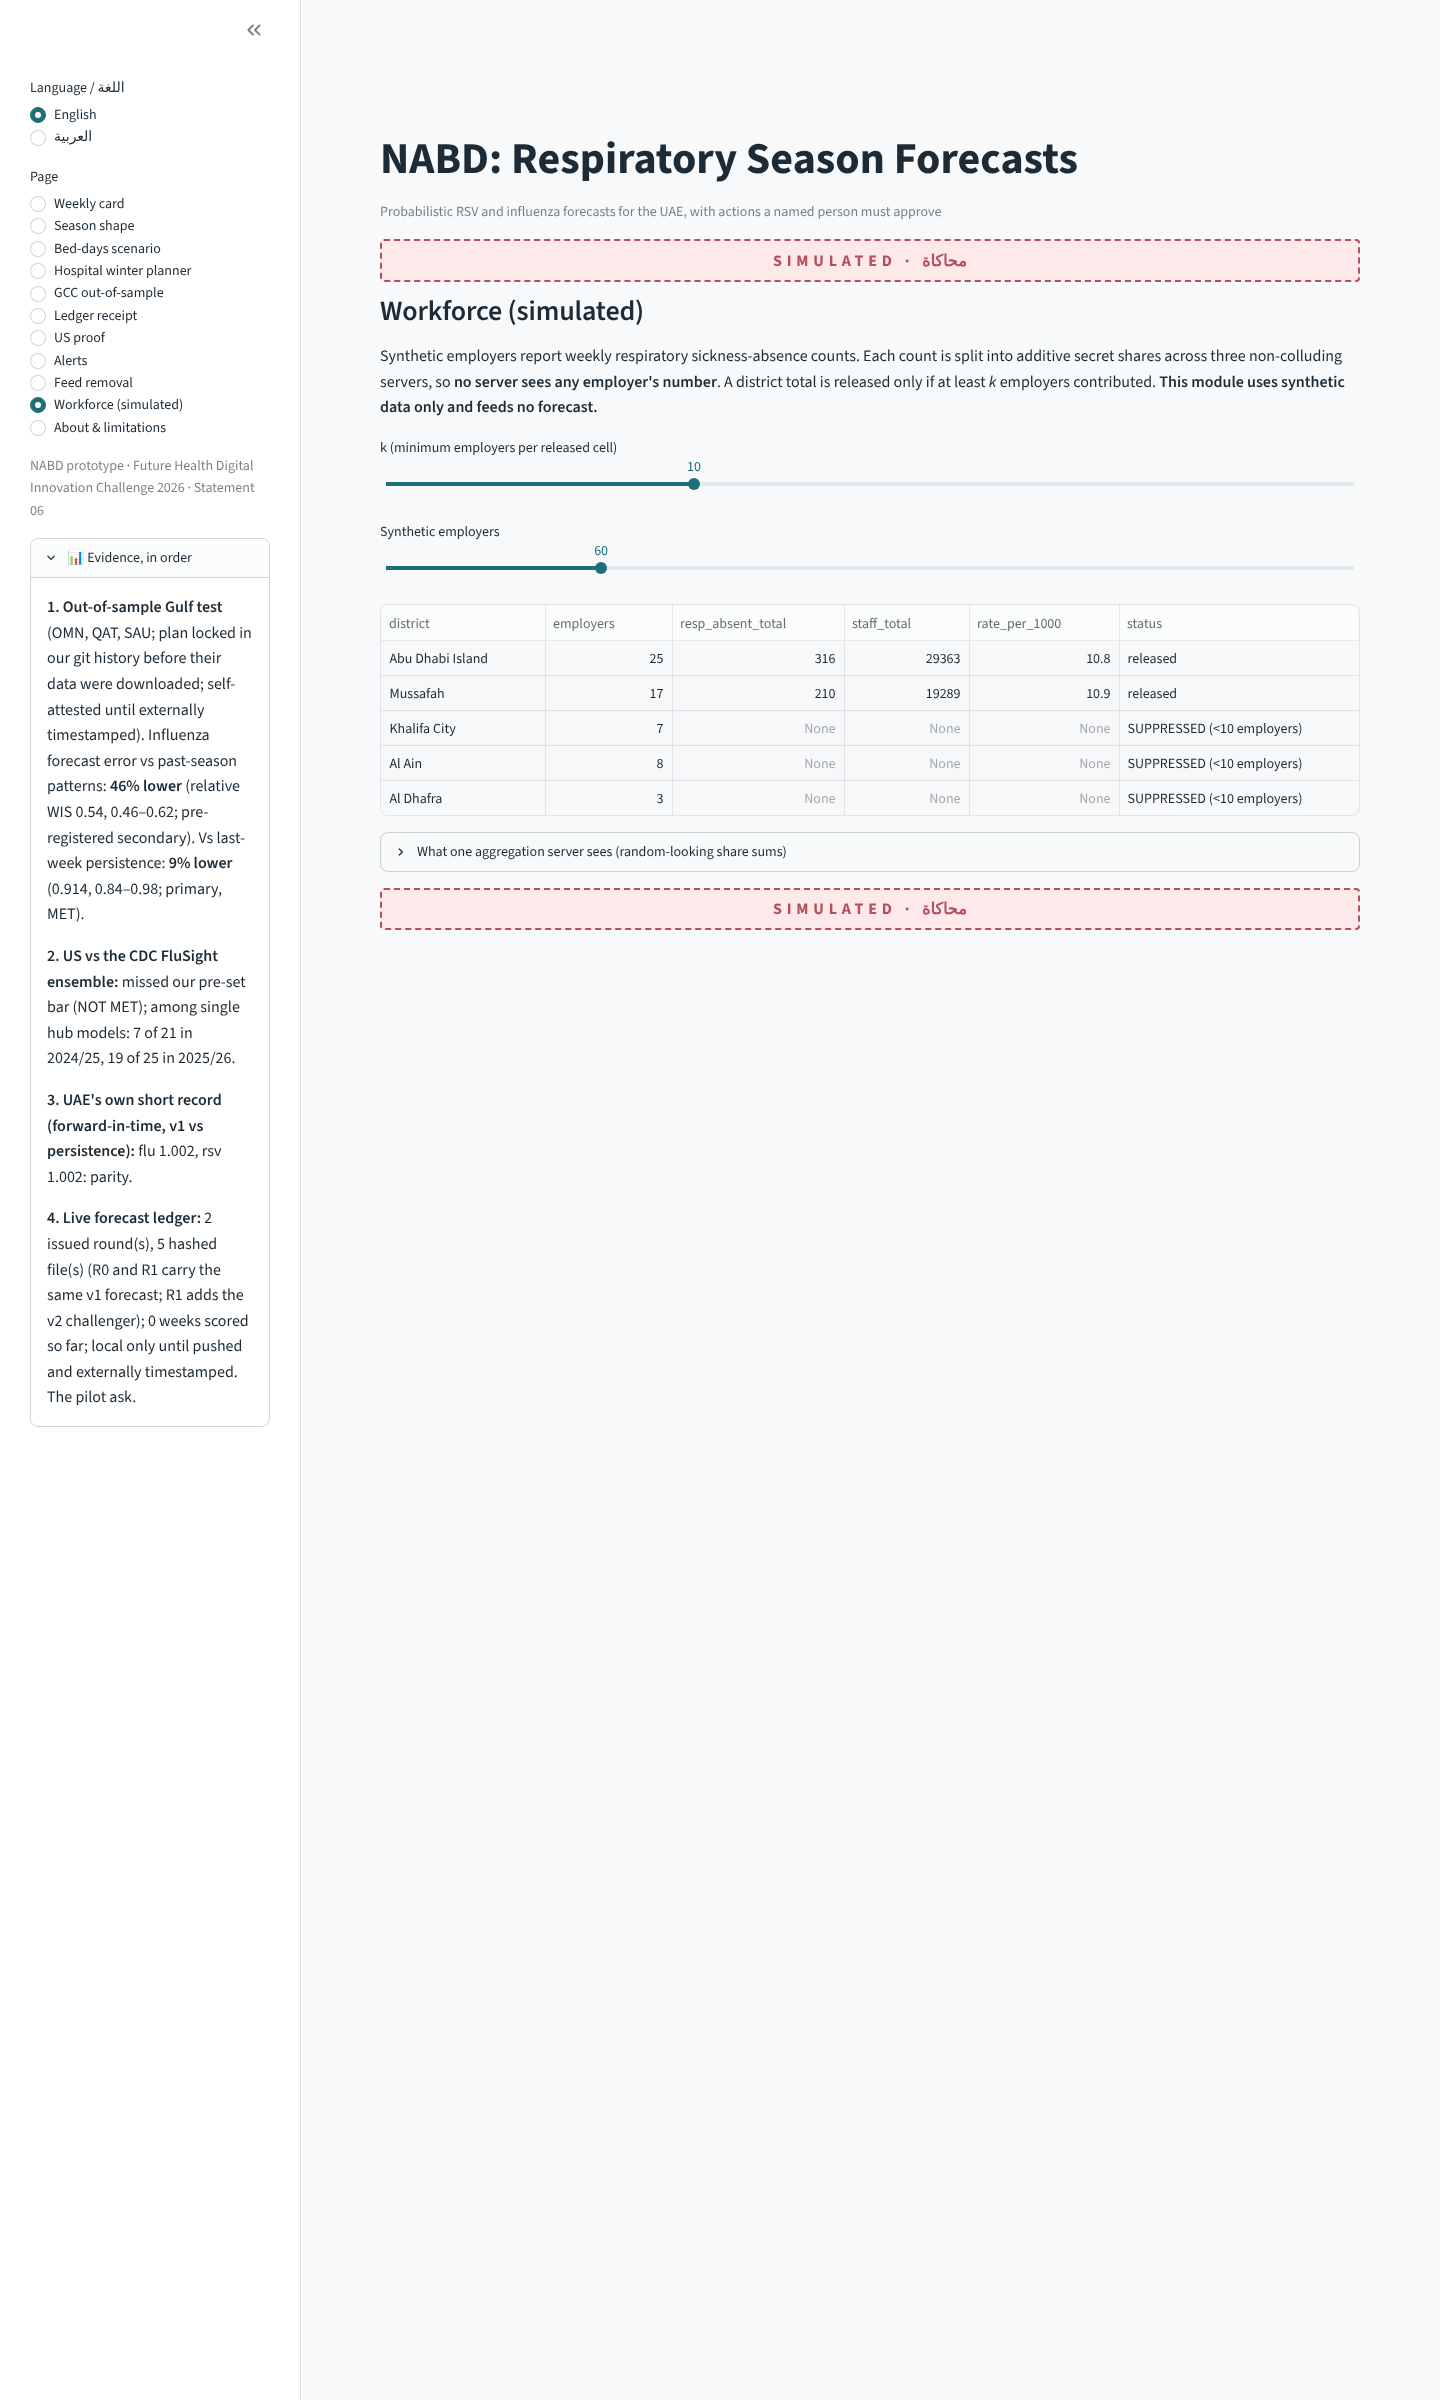 Language / اللغة
English
العربية
Page
Weekly card
Season shape
Bed-days scenario
Hospital winter planner
GCC out-of-sample
Ledger receipt
US proof
Alerts
Feed removal
Workforce (simulated)
About & limitations
NABD prototype · Future Health Digital
Innovation Challenge 2026 · Statement
06
📊 Evidence, in order
1. Out-of-sample Gulf test
(OMN, QAT, SAU; plan locked in
our git history before their
data were downloaded; self-
attested until externally
timestamped). Influenza
forecast error vs past-season
patterns: 46% lower (relative
WIS 0.54, 0.46–0.62; pre-
registered secondary). Vs last-
week persistence: 9% lower
(0.914, 0.84–0.98; primary,
MET).
2. US vs the CDC FluSight
ensemble: missed our pre-set
bar (NOT MET); among single
hub models: 7 of 21 in
2024/25, 19 of 25 in 2025/26.
3. UAE's own short record
(forward-in-time, v1 vs
persistence): flu 1.002, rsv
1.002: parity.
4. Live forecast ledger: 2
issued round(s), 5 hashed
file(s) (R0 and R1 carry the
same v1 forecast; R1 adds the
v2 challenger); 0 weeks scored
so far; local only until pushed
and externally timestamped.
The pilot ask.
NABD: Respiratory Season Forecasts
Probabilistic RSV and influenza forecasts for the UAE, with actions a named person must approve
SIMULATED · محاكاة
Workforce (simulated)
Synthetic employers report weekly respiratory sickness-absence counts. Each count is split into additive secret shares across three non-colluding
servers, so no server sees any employer's number. A district total is released only if at least k employers contributed. This module uses synthetic
data only and feeds no forecast.
k (minimum employers per released cell)
10
Synthetic employers
60
district employers resp_absent_total staff_total rate_per_1000 status
Abu Dhabi Island 25 316 29363 10.8 released
Mussafah 17 210 19289 10.9 released
Khalifa City 7 None None None SUPPRESSED (<10 employers)
Al Ain 8 None None None SUPPRESSED (<10 employers)
Al Dhafra 3 None None None SUPPRESSED (<10 employers)
What one aggregation server sees (random-looking share sums)
SIMULATED · محاكاة